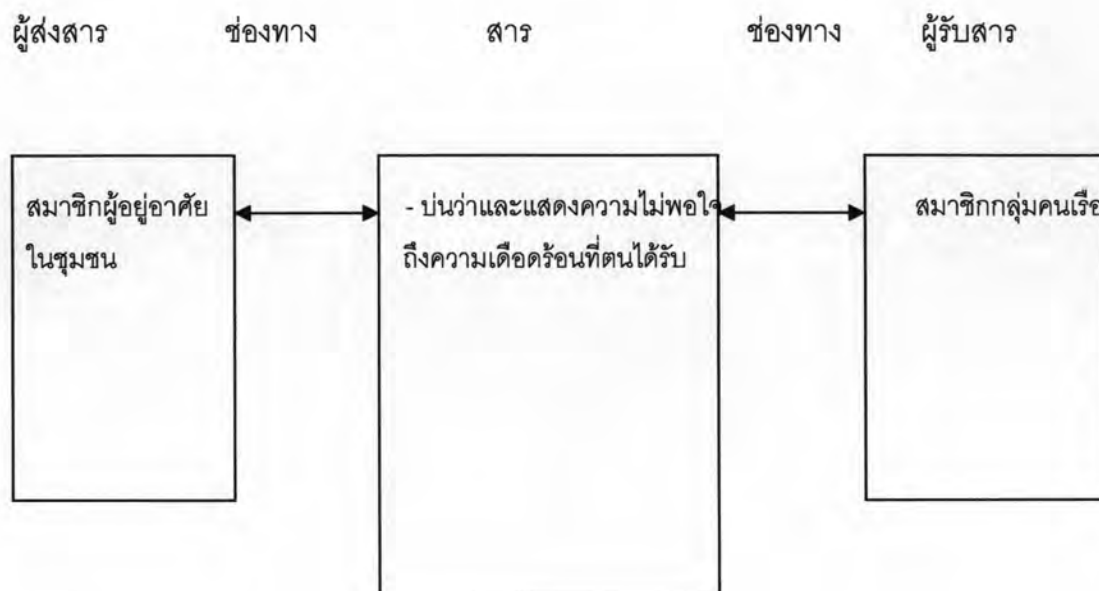 ผู้ส่งสาร ช่องทาง สาร ช่องทาง ผู้รับสาร
สมาชิกผู้อยู่อาศัย
ในชุมชน
- บ่นว่าและแสดงความไม่พอใจ
ถึงความเดือดร้อนที่ตนได้รับ
สมาชิกกลุ่มคนเรือ